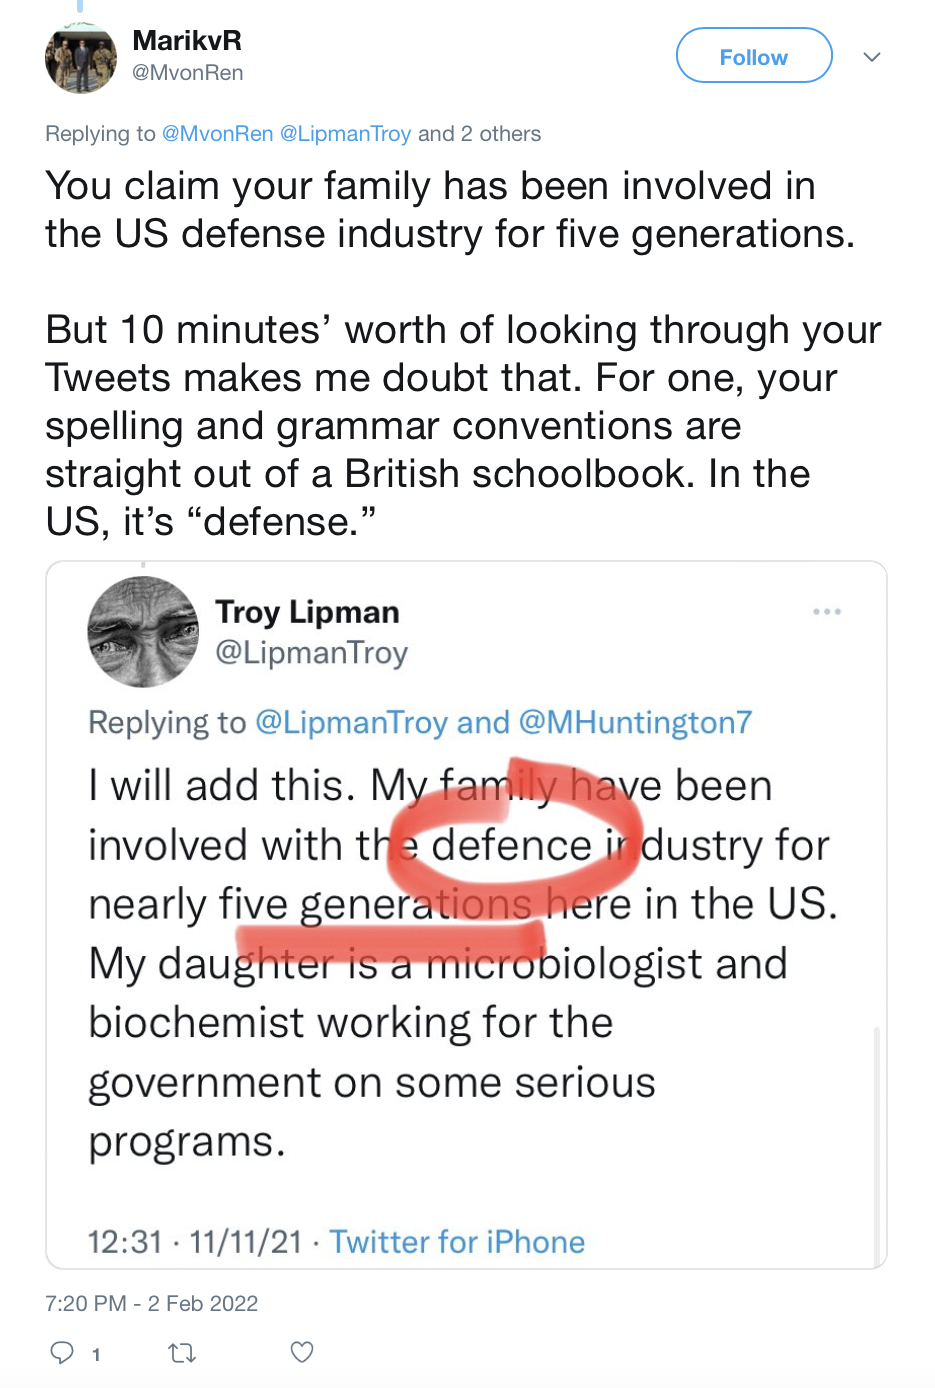 MarikvR
@MvonRen
Follow
Replying to @MvonRen @LipmanTroy and 2 others
You claim your family has been involved in
the US defense industry for five generations.
But 10 minutes’ worth of looking through your
Tweets makes me doubt that. For one, your
spelling and grammar conventions are
straight out of a British schoolbook. In the
US, it’s “defense.”
Troy Lipman
@LipmanTroy
Replying to @LipmanTroy and @MHuntington7
I will add this. My family have been
involved with the defence industry for
nearly five generations here in the US.
My daughter is a microbiologist and
biochemist working for the
government on some serious
programs.
12:31 · 11/11/21 · Twitter for iPhone
7:20 PM - 2 Feb 2022
1